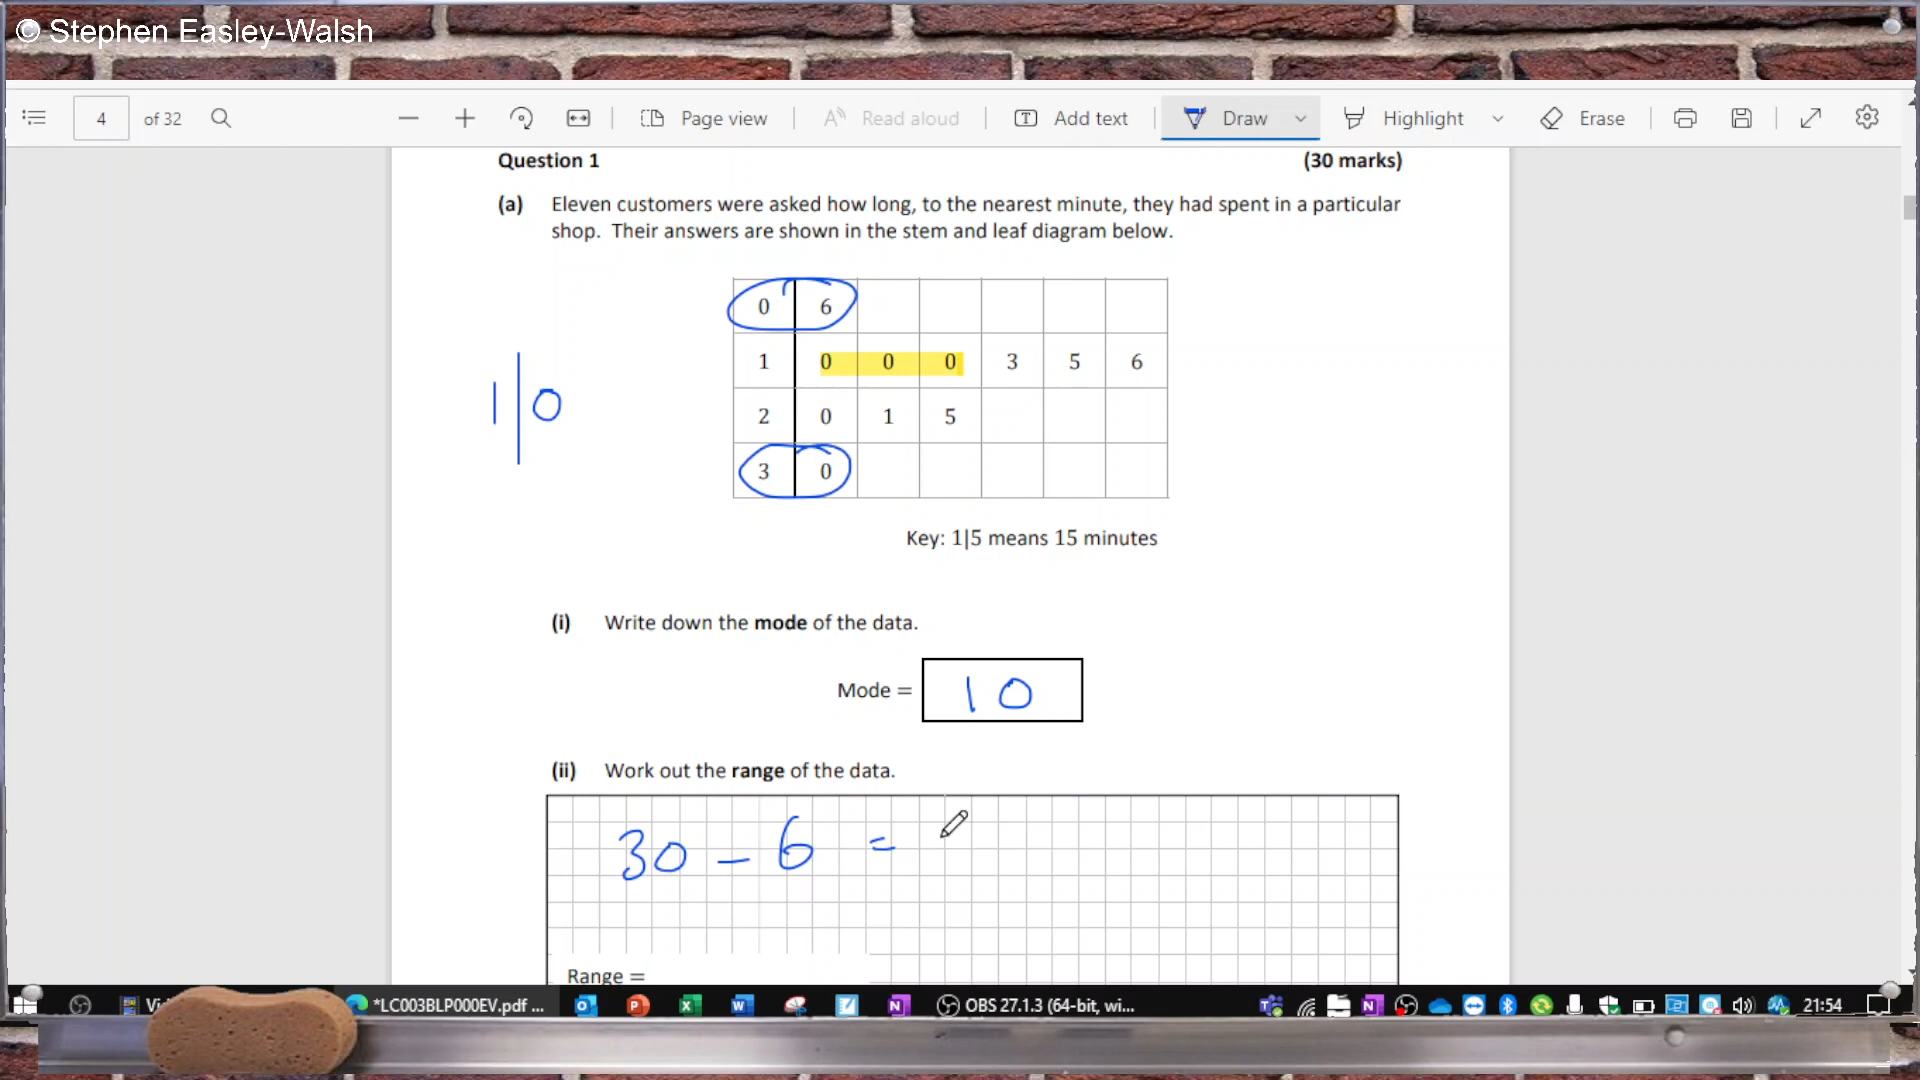 © Stephen Easley-Walsh
4 of 32 Page view Read aloud Add text Draw Highlight Erase
Question 1 (30 marks)
(a) Eleven customers were asked how long, to the nearest minute, they had spent in a particular
shop. Their answers are shown in the stem and leaf diagram below.
0 6
1 0 0 0 3 5 6
1|0
2 0 1 5
3 0
Key: 1|5 means 15 minutes
(i) Write down the mode of the data.
Mode = 10
(ii) Work out the range of the data.
30 - 6 =
Range =
*LC003BLP000EV.pdf ... OBS 27.1.3 (64-bit, wi... 21:54